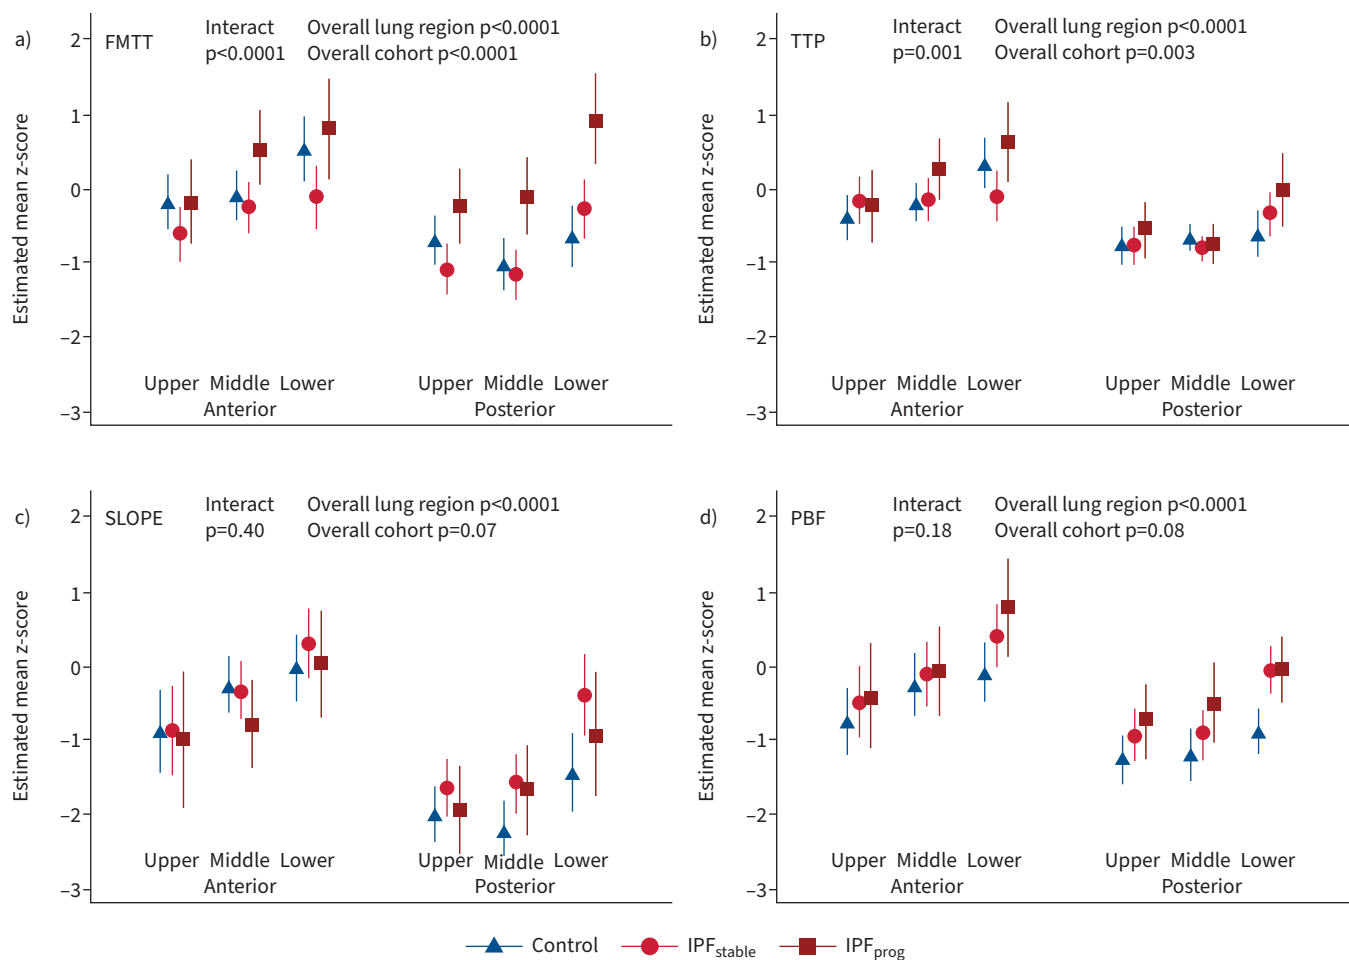 a)
FMTT
Interact
p<0.0001
Overall lung region p<0.0001
Overall cohort p<0.0001
Estimated mean z-score
2
1
0
–1
–2
–3
Upper Middle Lower
Anterior
Upper Middle Lower
Posterior
b)
TTP
Interact
p=0.001
Overall lung region p<0.0001
Overall cohort p=0.003
Estimated mean z-score
2
1
0
–1
–2
–3
Upper Middle Lower
Anterior
Upper Middle Lower
Posterior
c)
SLOPE
Interact
p=0.40
Overall lung region p<0.0001
Overall cohort p=0.07
Estimated mean z-score
2
1
0
–1
–2
–3
Upper Middle Lower
Anterior
Upper Middle Lower
Posterior
d)
PBF
Interact
p=0.18
Overall lung region p<0.0001
Overall cohort p=0.08
Estimated mean z-score
2
1
0
–1
–2
–3
Upper Middle Lower
Anterior
Upper Middle Lower
Posterior
Control IPFstable IPFprog